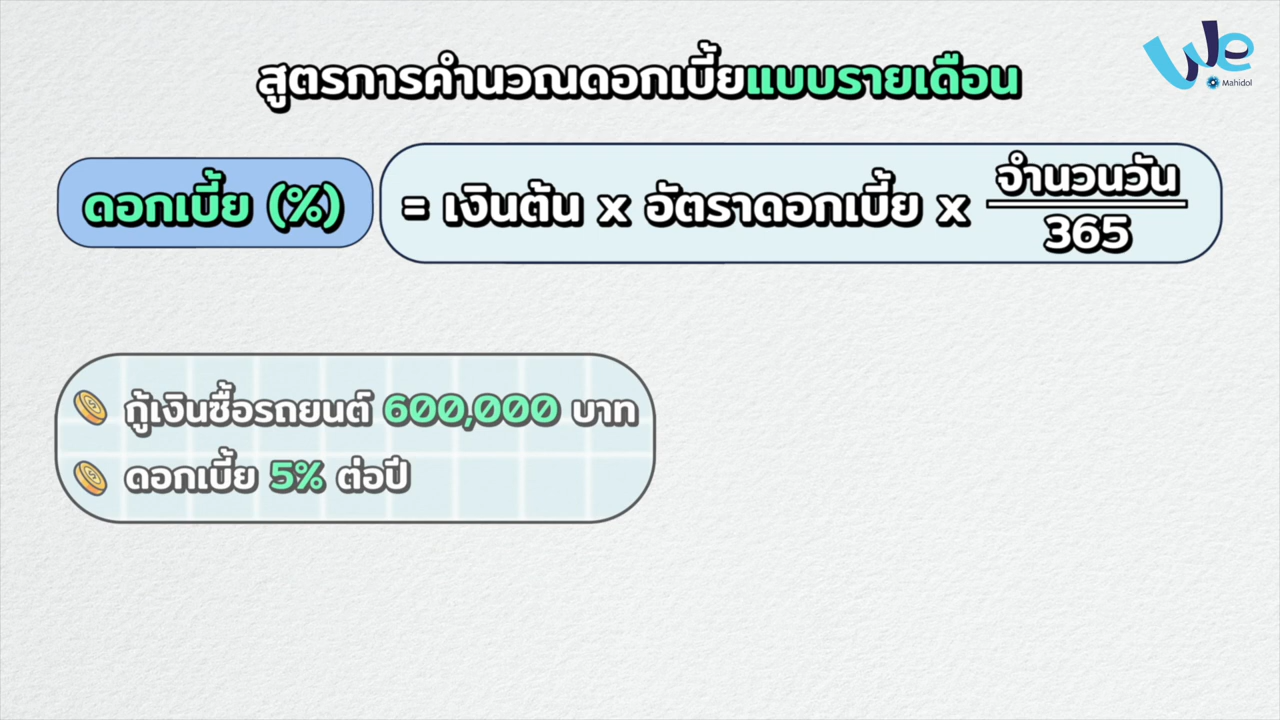 We
Mahidol
สูตรการคำนวณดอกเบี้ยแบบรายเดือน
ดอกเบี้ย (%) = เงินต้น x อัตราดอกเบี้ย x จำนวนวัน
365
กู้เงินซื้อรถยนต์ 600,000 บาท
ดอกเบี้ย 5% ต่อปี